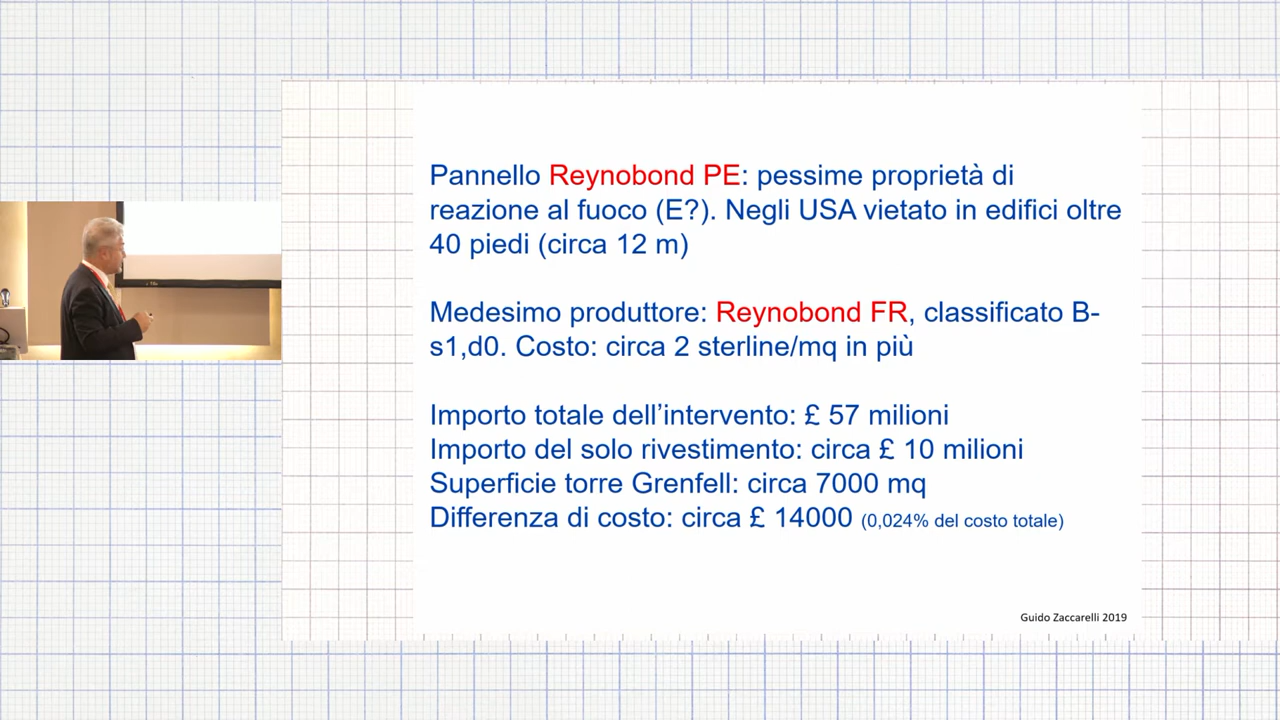 Pannello Reynobond PE: pessime proprietà di
reazione al fuoco (E?). Negli USA vietato in edifici oltre
40 piedi (circa 12 m)
Medesimo produttore: Reynobond FR, classificato B-
s1,d0. Costo: circa 2 sterline/mq in più
Importo totale dell’intervento: £ 57 milioni
Importo del solo rivestimento: circa £ 10 milioni
Superficie torre Grenfell: circa 7000 mq
Differenza di costo: circa £ 14000 (0,024% del costo totale)
Guido Zaccarelli 2019